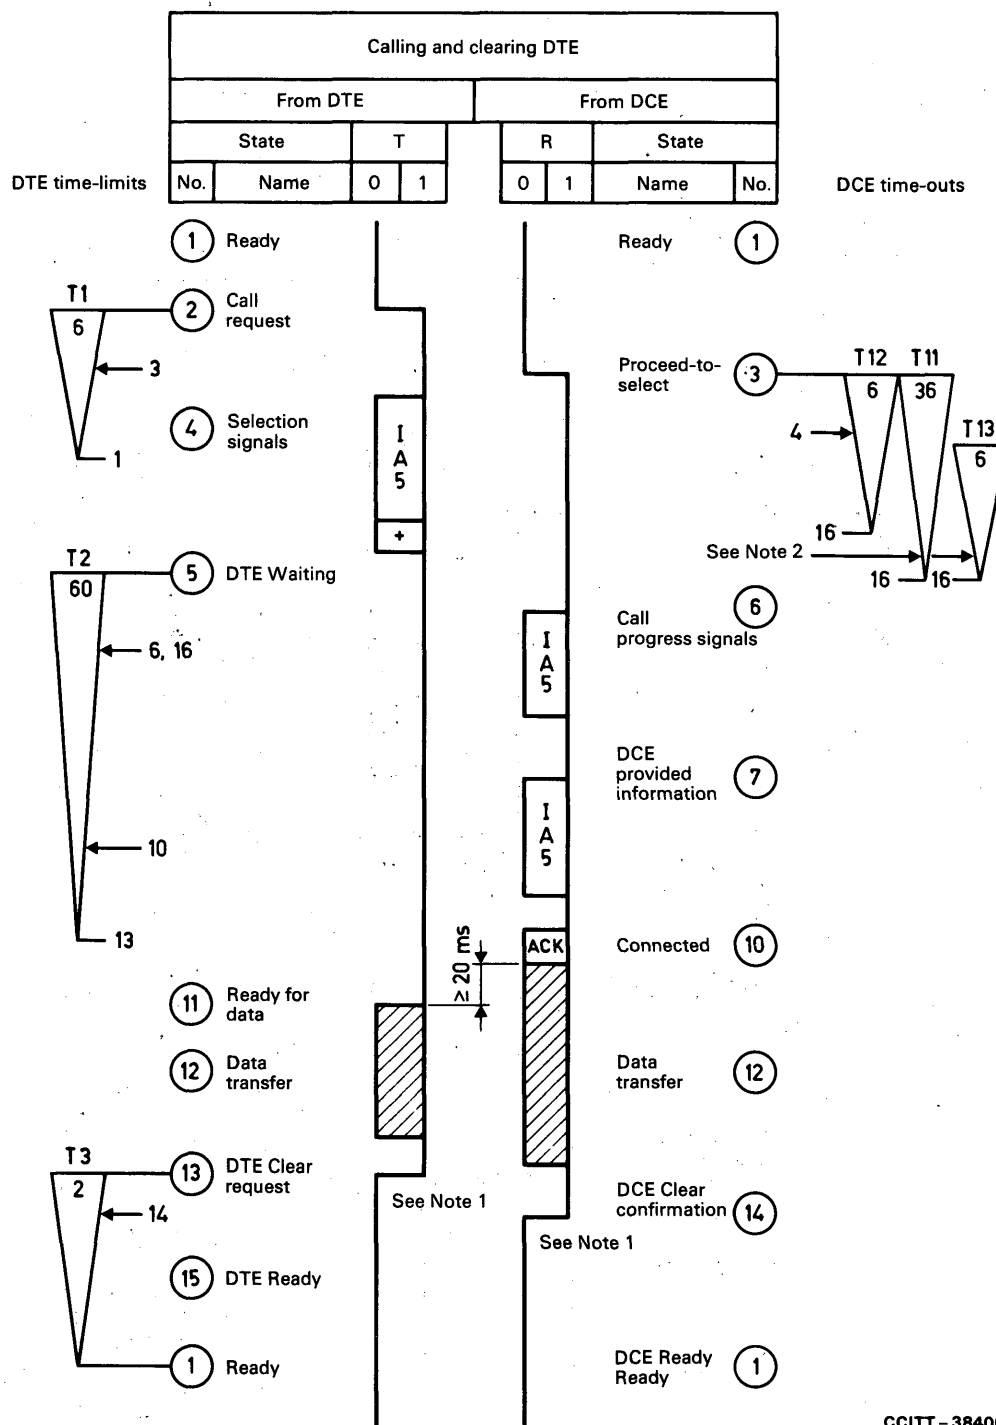 Calling and clearing DTE
From DTE From DCE
State T R State
DTE time-limits No. Name 0 1 0 1 Name No. DCE time-outs
1 Ready Ready 1
T1
6
2 Call
request
3
Proceed-to-
select
3
T12 T11
6 36
4
T13
6
4 Selection
signals
I
A
5
+
1
16
See Note 2
16 16
T2
60
5 DTE Waiting
6, 16
Call
progress signals
6
I
A
5
DCE
provided
information
7
I
A
5
10
13
ACK
Connected 10
≥ 20 ms
11 Ready for
data
12 Data
transfer
Data
transfer
12
T3
2
13 DTE Clear
request
14
See Note 1
DCE Clear
confirmation
14
See Note 1
15 DTE Ready
1 Ready
DCE Ready
Ready
1